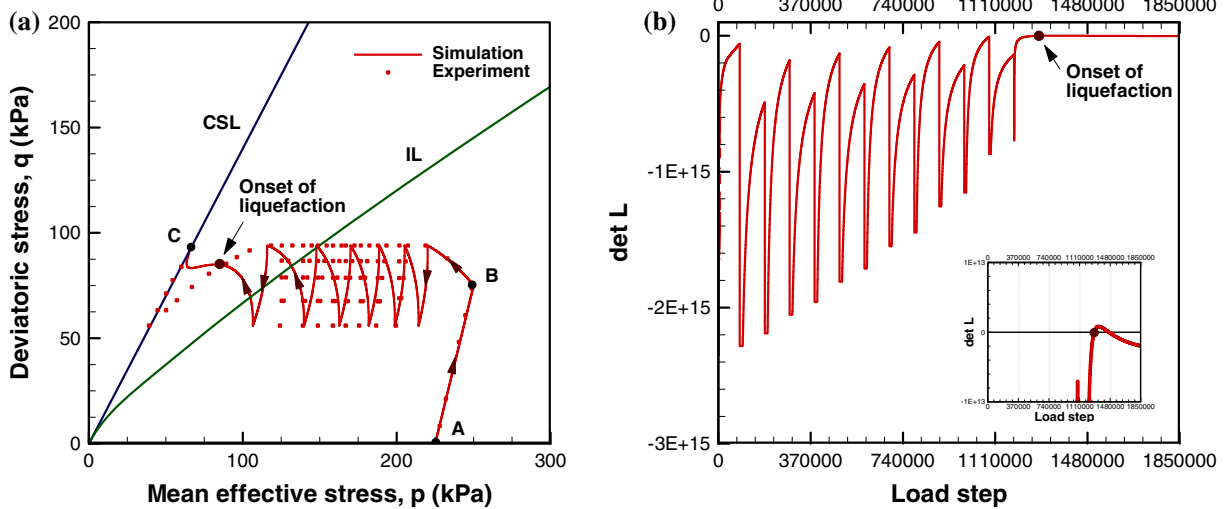 (a)
200
150
100
50
0
Deviatoric stress, q (kPa)
CSL
IL
Simulation
Experiment
Onset of
liquefaction
C
B
A
0 100 200 300
Mean effective stress, p (kPa)
(b)
0 370000 740000 1110000 1480000 1850000
0
-1E+15
-2E+15
-3E+15
det L
Onset of
liquefaction
0 370000 740000 1110000 1480000 1850000
1E+13
0
-1E+13
det L
0 370000 740000 1110000 1480000 1850000
Load step
0 370000 740000 1110000 1480000 1850000
Load step